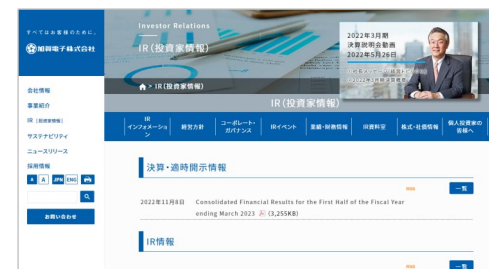 すべてはお客様のために。
加賀電子株式会社
会社情報
事業紹介
IR [投資家情報]
サステナビリティ
ニュースリリース
採用情報
A A JPN ENG
お問い合わせ
Investor Relations
IR(投資家情報)
2022年3月期
決算説明会動画
2022年5月26日
> IR(投資家情報)
IR(投資家情報)
IR
インフォメーション
経営方針
コーポレート・
ガバナンス
IRイベント
業績・財務情報
IR資料室
株式・社債情報
個人投資家の
皆様へ
決算・適時開示情報
RSS
一覧
2022年11月8日 Consolidated Financial Results for the First Half of the Fiscal Year
ending March 2023 (3,255KB)
IR情報
RSS
一覧